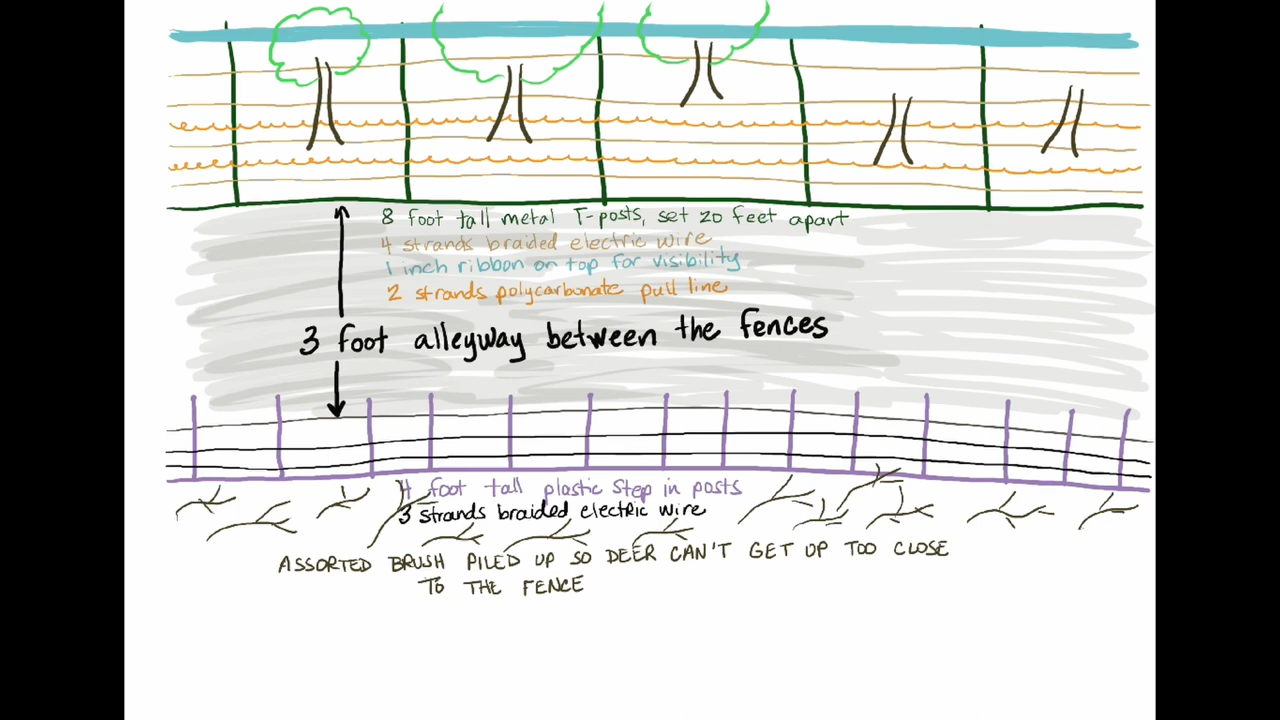 8 foot tall metal T-posts, set 20 feet apart
4 strands braided electric wire
1 inch ribbon on top for visibility
2 strands polycarbonate pull line
3 foot alleyway between the fences
4 foot tall plastic step in posts
3 strands braided electric wire
ASSORTED BRUSH PILED UP SO DEER CAN'T GET UP TOO CLOSE
TO THE FENCE